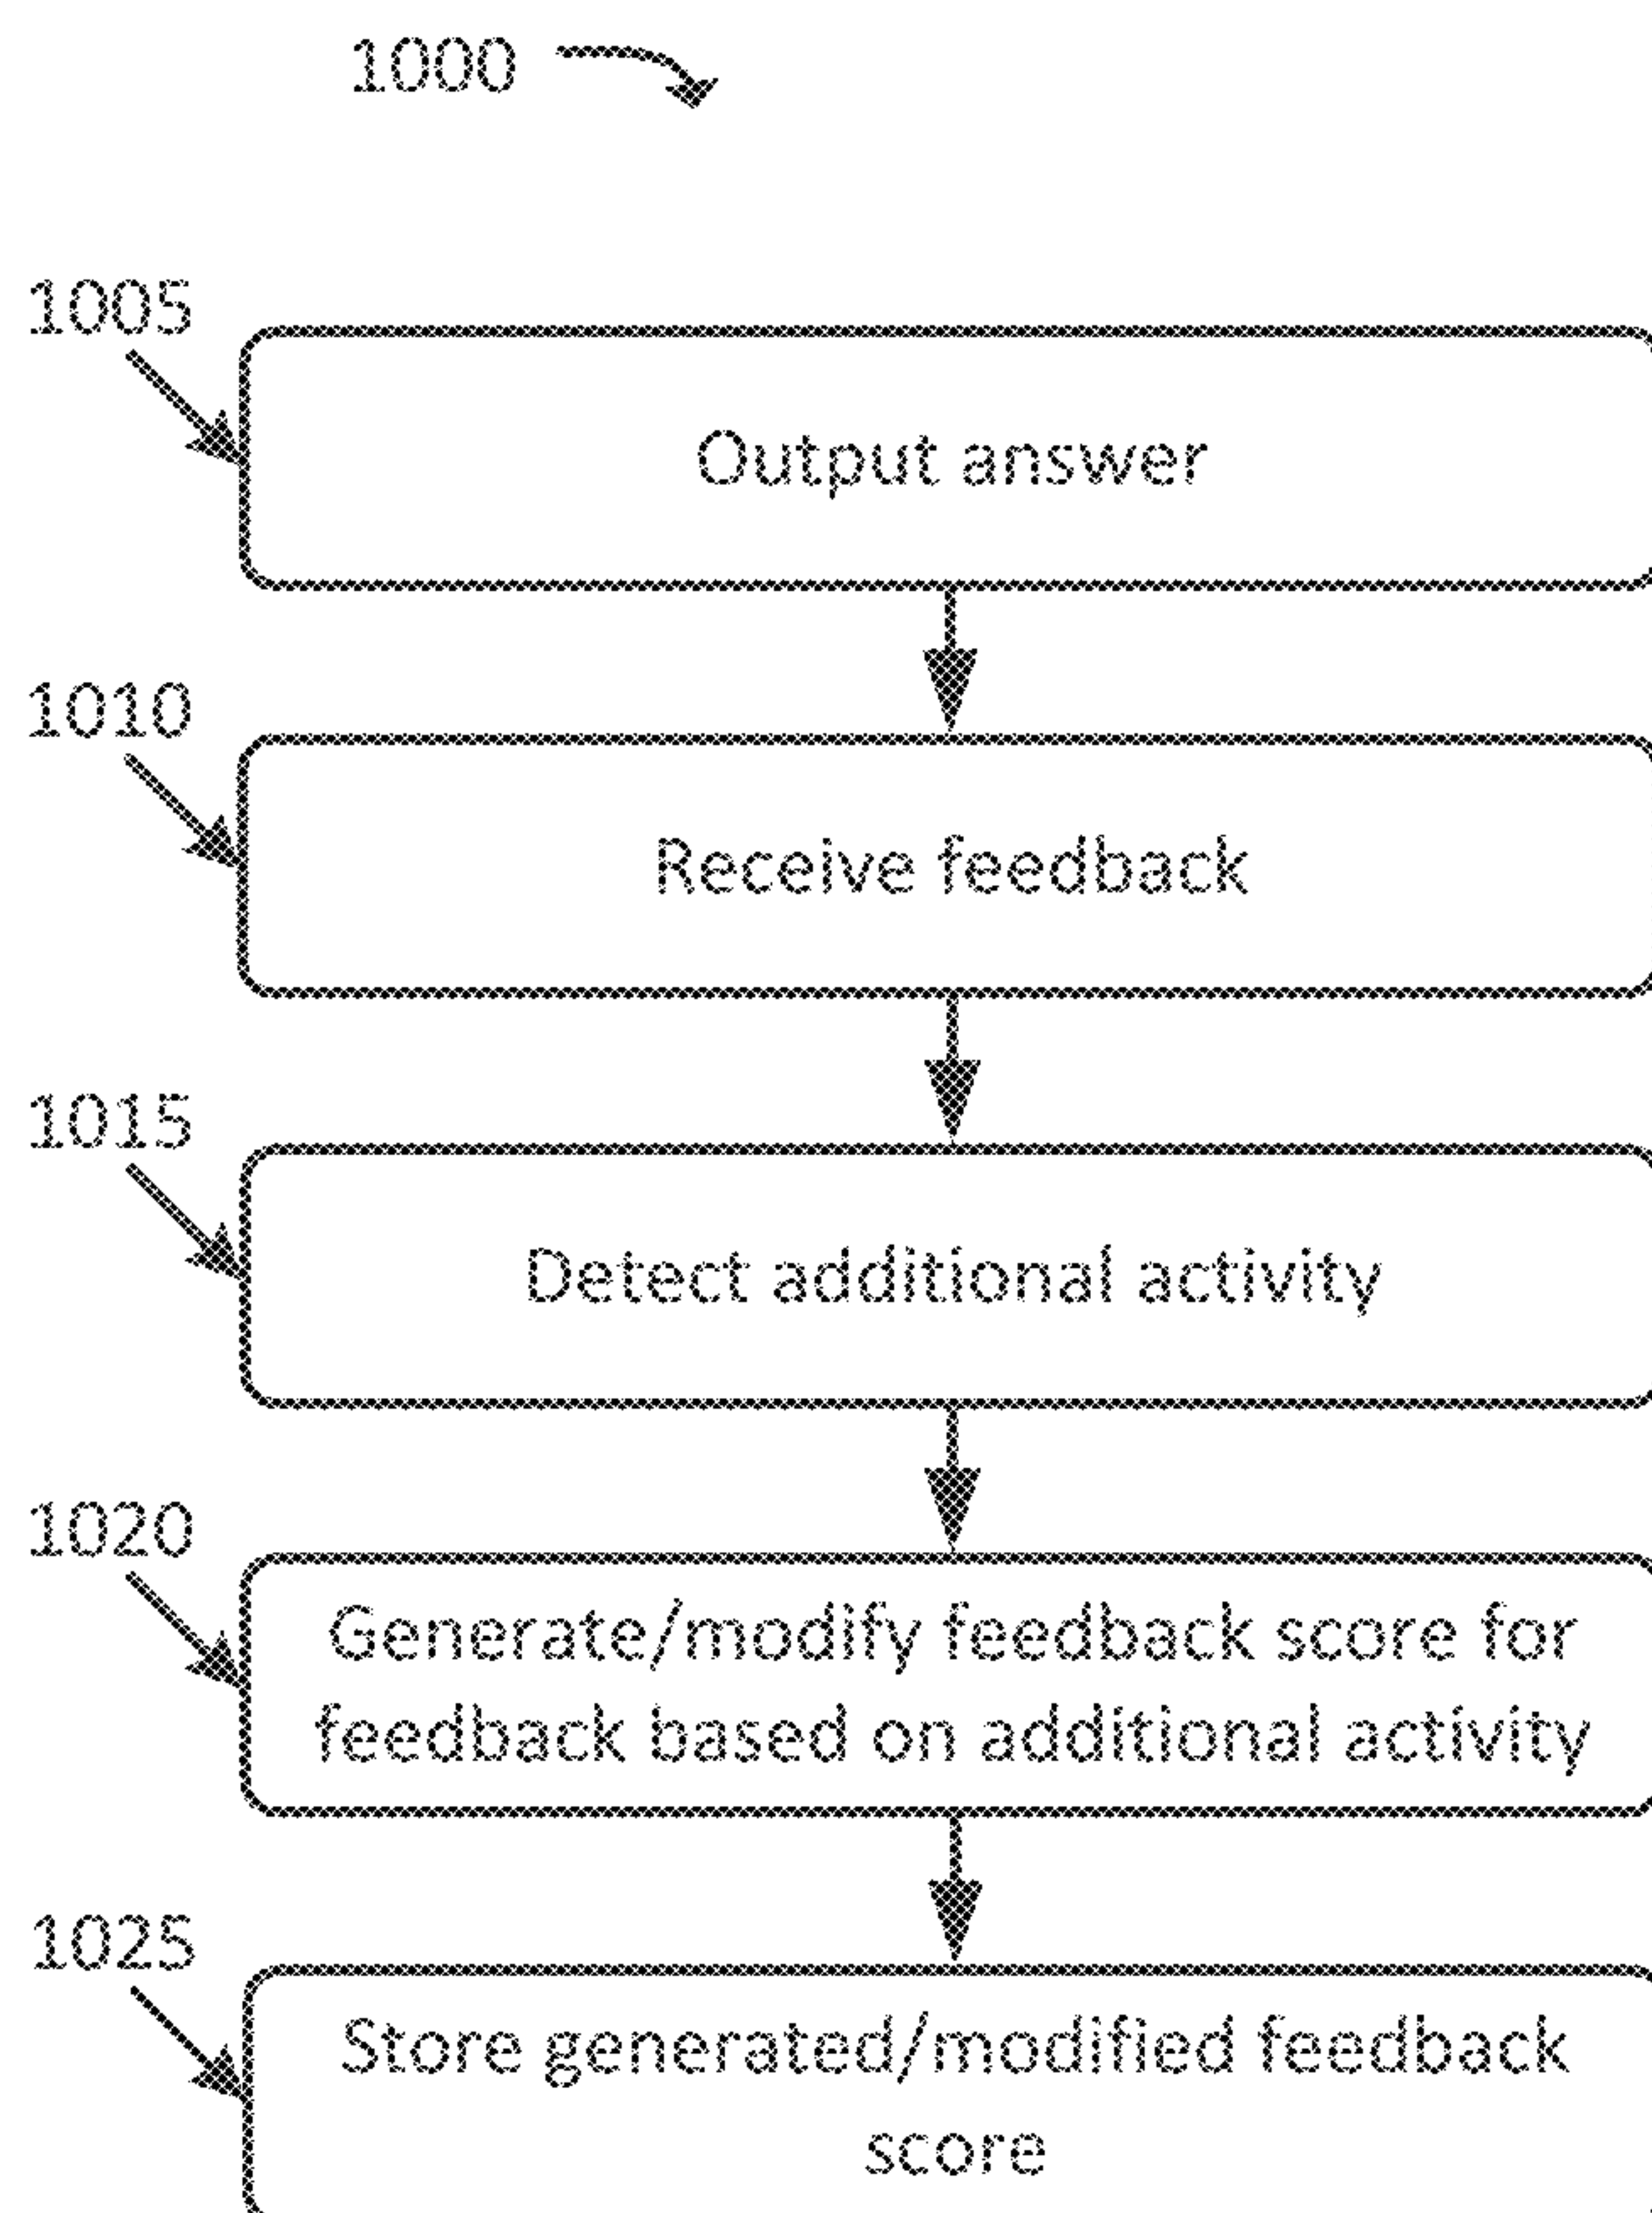 1000
1005
Output answer
1010
Receive feedback
1015
Detect additional activity
1020
Generate/modify feedback score for
feedback based on additional activity
1025
Store generated/modified feedback
score